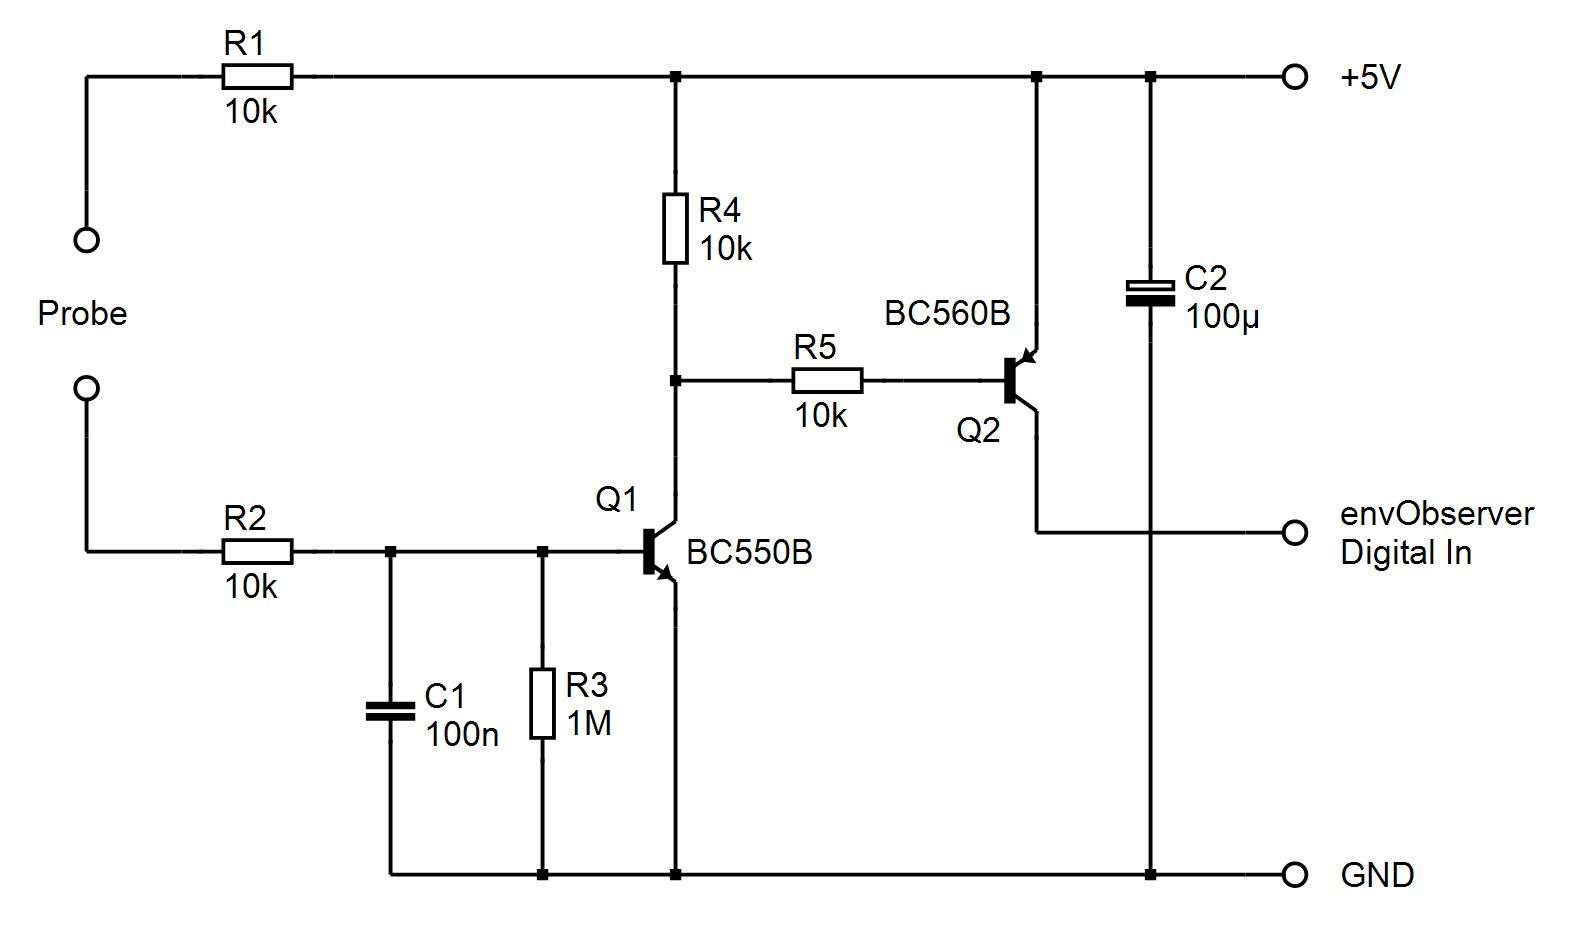 R1
10k
+5V
R4
10k
C2
100µ
Probe
BC560B
R5
10k
Q2
Q1
R2
10k
BC550B
envObserver
Digital In
C1
100n
R3
1M
GND